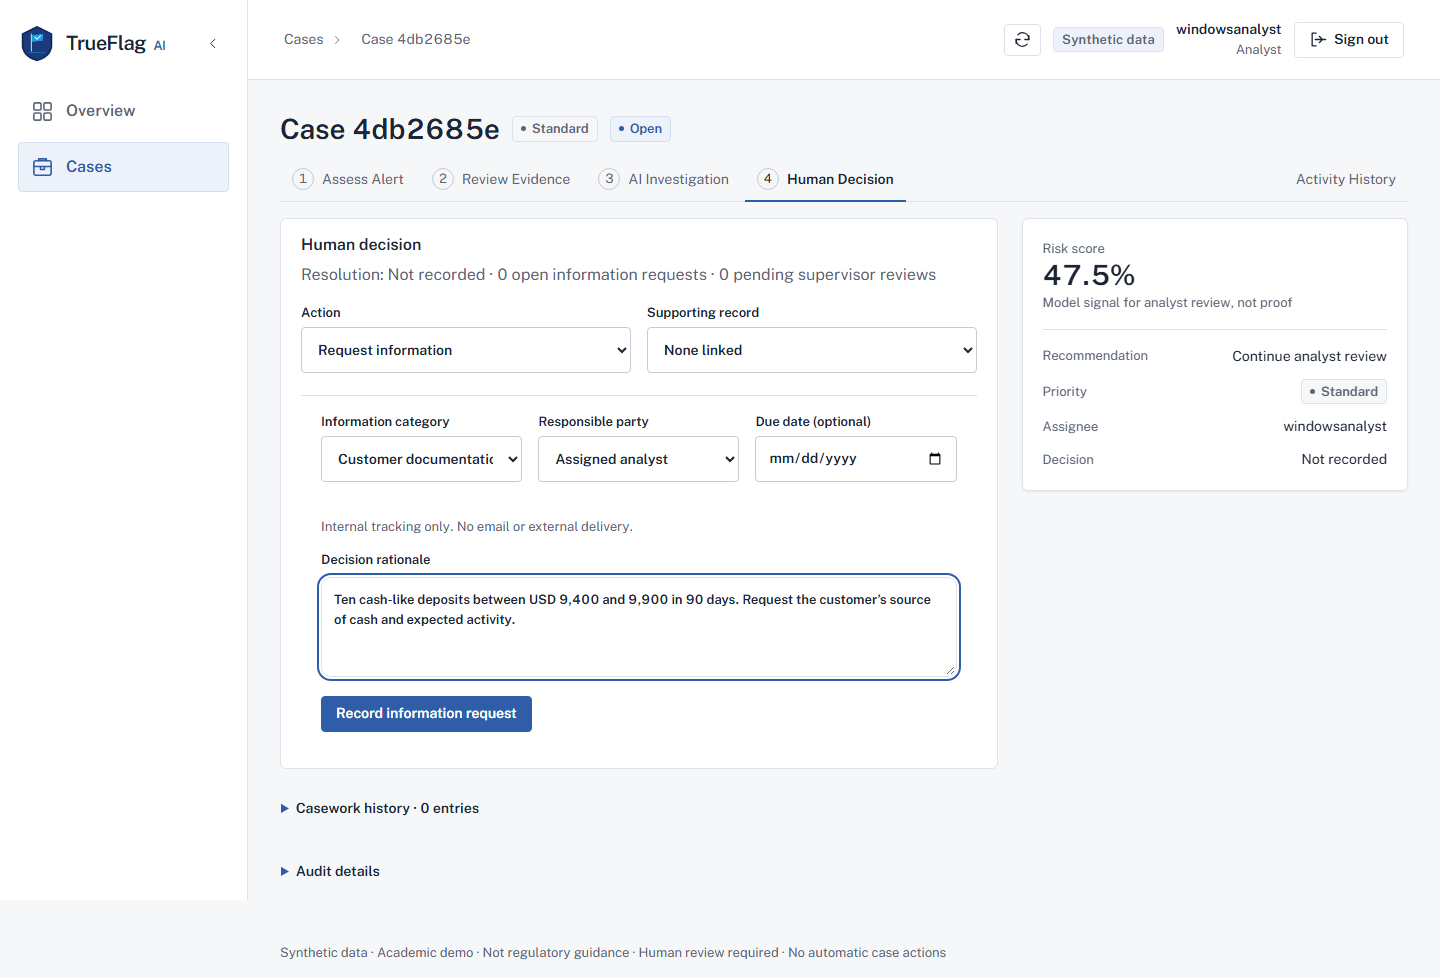 TrueFlag AI
Overview
Cases
Cases
Case 4db2685e
Synthetic data
windowsanalyst
Analyst
Sign out
Case 4db2685e
Standard
Open
1 Assess Alert
2 Review Evidence
3 AI Investigation
4 Human Decision
Activity History
Human decision
Resolution: Not recorded · 0 open information requests · 0 pending supervisor reviews
Action
Supporting record
Request information
None linked
Information category
Responsible party
Due date (optional)
Customer documentatic
Assigned analyst
mm/dd/yyyy
Internal tracking only. No email or external delivery.
Decision rationale
Ten cash-like deposits between USD 9,400 and 9,900 in 90 days. Request the customer's source
of cash and expected activity.
Record information request
Risk score
47.5%
Model signal for analyst review, not proof
Recommendation Continue analyst review
Priority Standard
Assignee windowsanalyst
Decision Not recorded
Casework history · 0 entries
Audit details
Synthetic data · Academic demo · Not regulatory guidance · Human review required · No automatic case actions